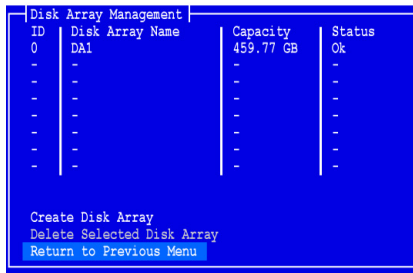 Disk Array Management
ID Disk Array Name Capacity Status
0 DA1 459.77 GB Ok
- - - -
- - - -
- - - -
- - - -
- - - -
- - - -
- - - -
Create Disk Array
Delete Selected Disk Array
Return to Previous Menu